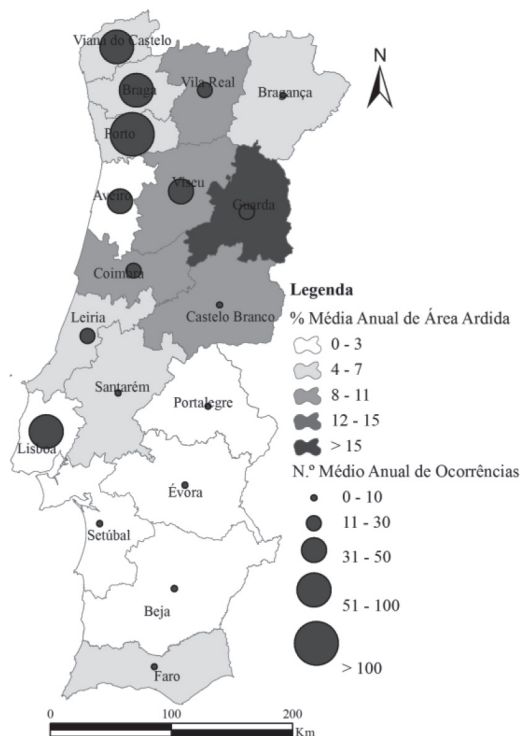 Viana do Castelo
N
Braga
Vila Real
Bragança
Porto
Aveiro
Viseu
Guarda
Coimbra
Legenda
% Média Anual de Área Ardida
Leiria
Castelo Branco
0 - 3
4 - 7
Santarém
Portalegre
8 - 11
12 - 15
Lisboa
> 15
N.º Médio Anual de Ocorrências
Évora
0 - 10
Setúbal
11 - 30
31 - 50
Beja
51 - 100
> 100
Faro
0 100 200
Km